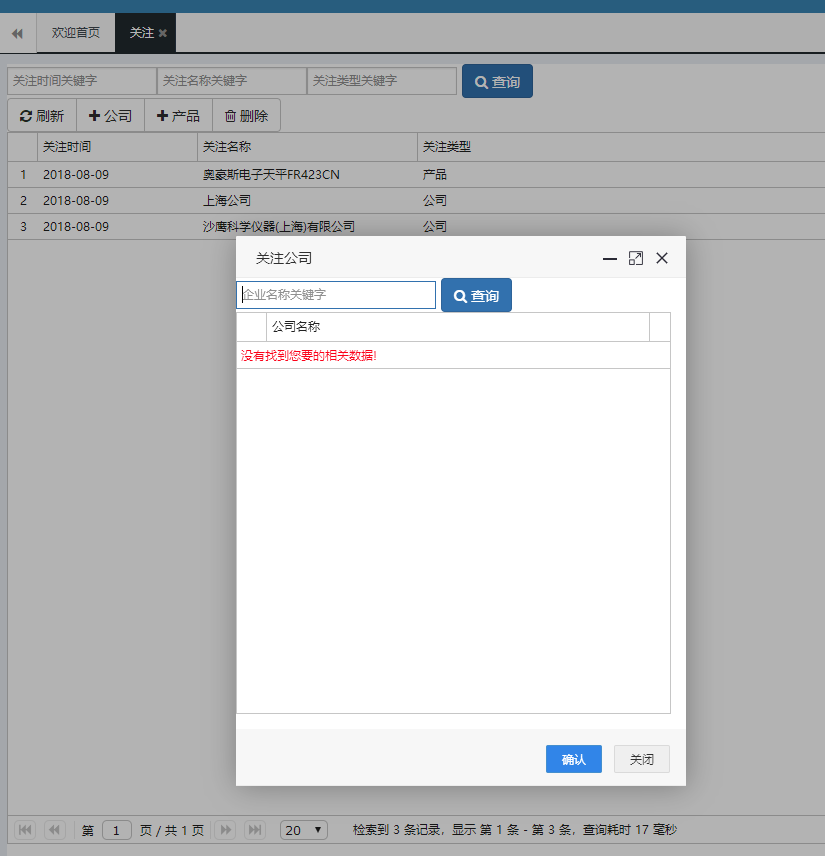 欢迎首页 关注
关注时间关键字 关注名称关键字 关注类型关键字 查询
刷新 公司 产品 删除
关注时间 关注名称 关注类型
1 2018-08-09 奥豪斯电子天平FR423CN 产品
2 2018-08-09 上海公司 公司
3 2018-08-09 沙鹰科学仪器(上海)有限公司 公司
关注公司
企业名称关键字 查询
公司名称
没有找到您要的相关数据!
确认 关闭
第 1 页 / 共 1 页 20 检索到 3 条记录，显示 第 1 条 - 第 3 条，查询耗时 17 毫秒